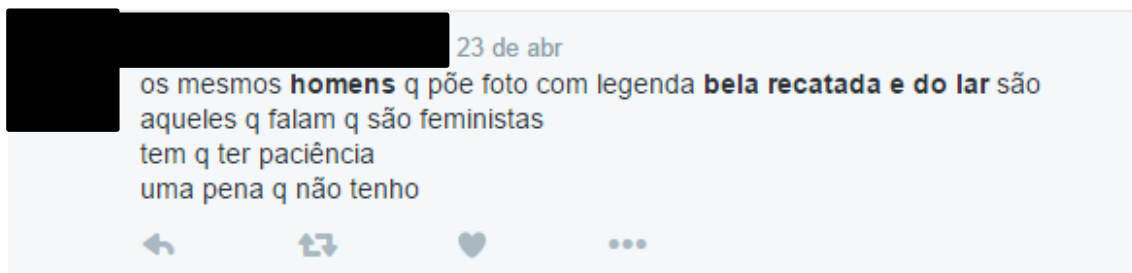 23 de abr
os mesmos homens q põe foto com legenda bela recatada e do lar são
aqueles q falam q são feministas
tem q ter paciência
uma pena q não tenho